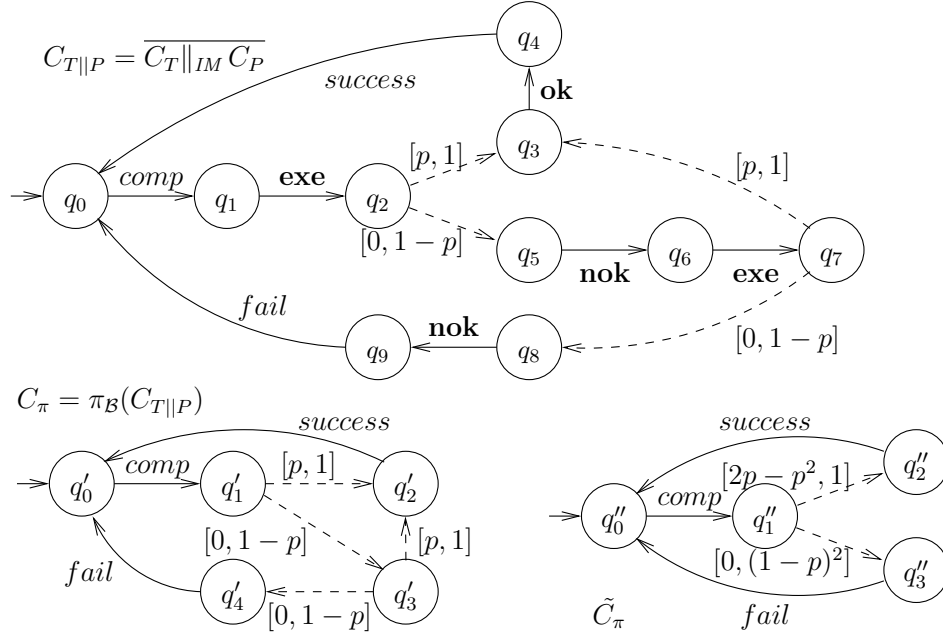 C_{T||P} = \overline{C_T ||_{IM} C_P}
q_4
success
ok
[p, 1]
q_3
[p, 1]
q_0
comp
q_1
exe
q_2
[0, 1 − p]
q_5
nok
q_6
exe
q_7
fail
q_9
nok
q_8
[0, 1 − p]
C_π = π_B(C_{T||P})
success
q'_0
comp
q'_1
[p, 1]
q'_2
[0, 1 − p]
[p, 1]
fail
q'_4
[0, 1 − p]
q'_3
success
q''_2
[2p − p^2, 1]
q''_0
comp
q''_1
[0, (1 − p)^2]
q''_3
fail
\tilde{C}_π